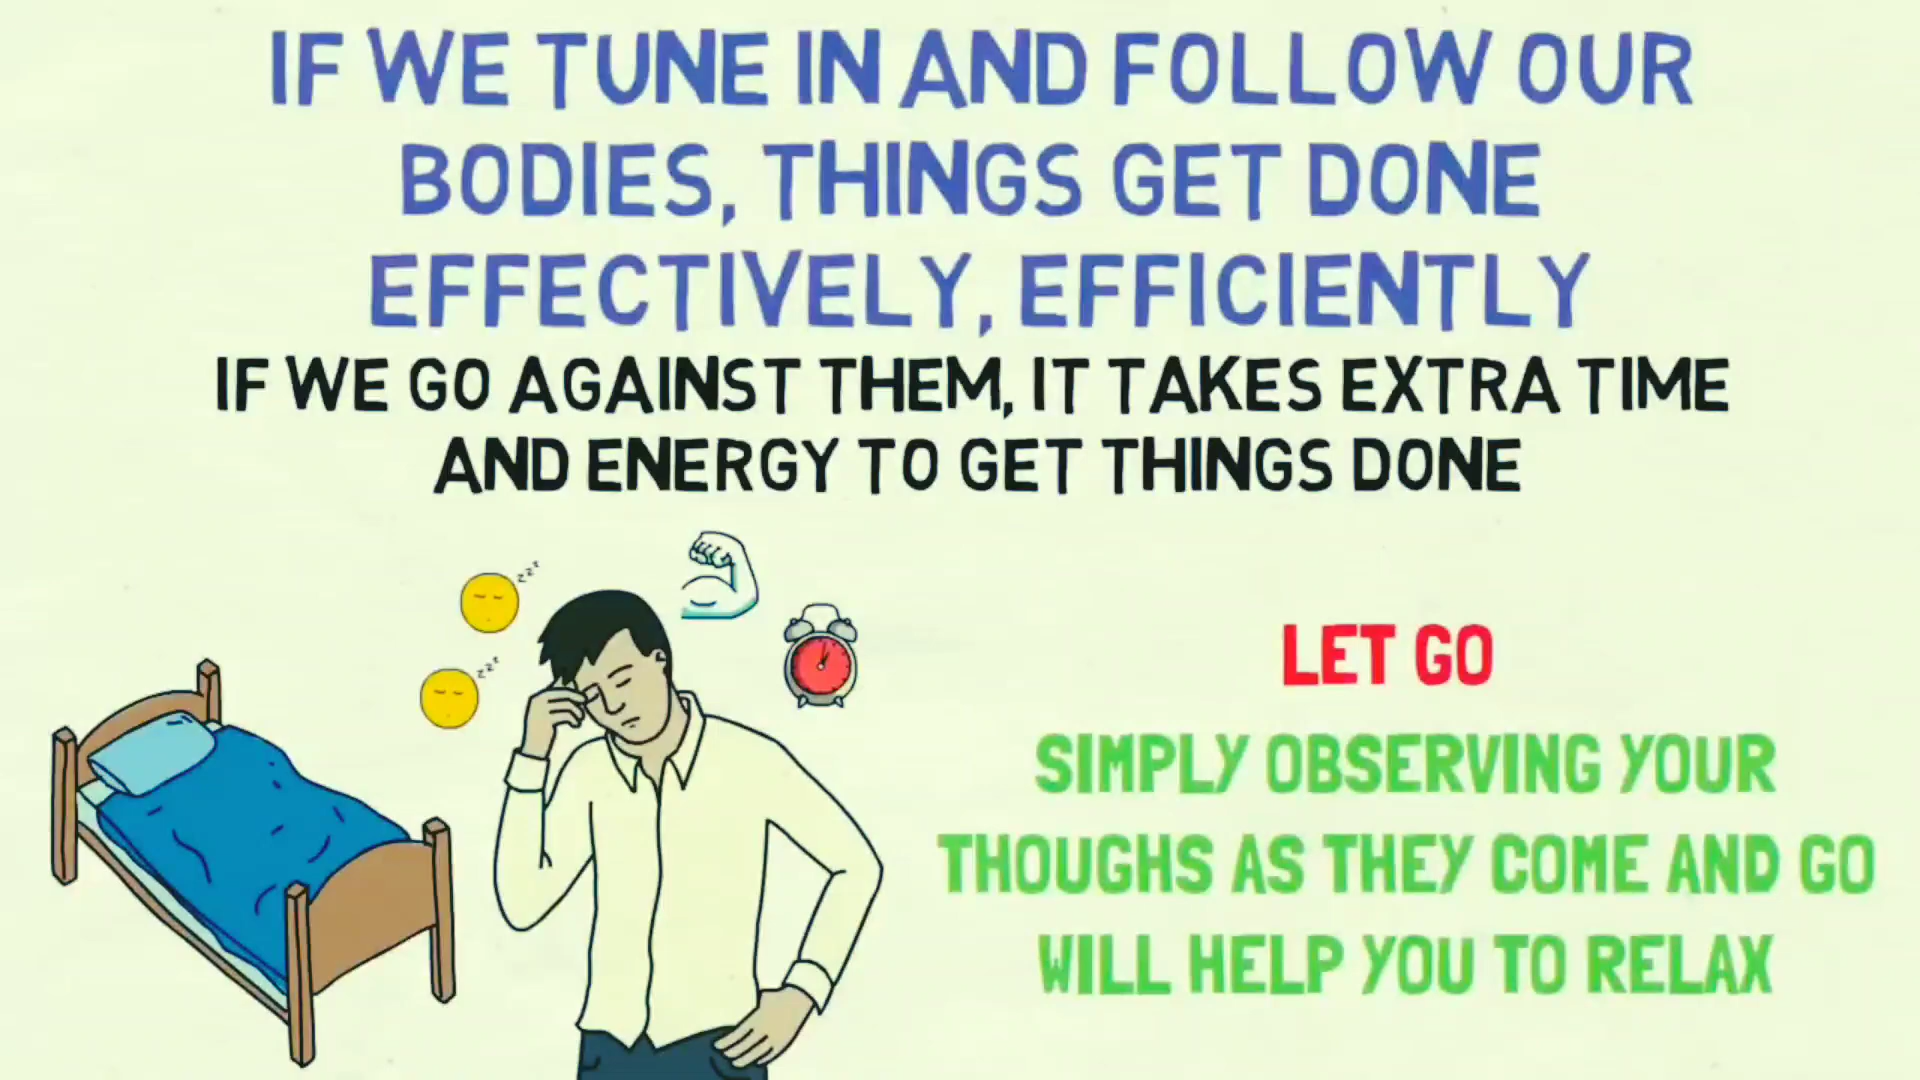 IF WE TUNE IN AND FOLLOW OUR
BODIES, THINGS GET DONE
EFFECTIVELY, EFFICIENTLY
IF WE GO AGAINST THEM, IT TAKES EXTRA TIME
AND ENERGY TO GET THINGS DONE
zzz
zzz
LET GO
SIMPLY OBSERVING YOUR
THOUGHS AS THEY COME AND GO
WILL HELP YOU TO RELAX